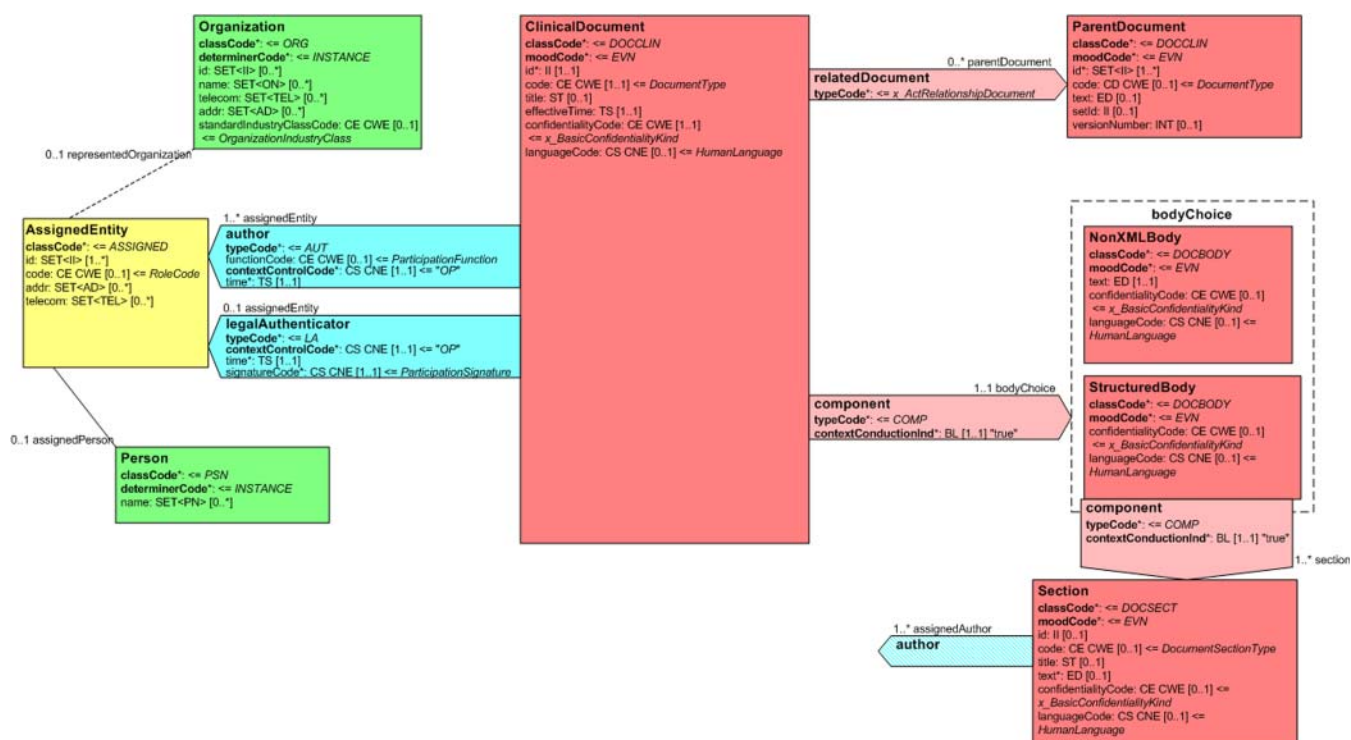 Organization
classCode*: <= ORG
determinerCode*: <= INSTANCE
id: SET<II> [0..*]
name: SET<ON> [0..*]
telecom: SET<TEL> [0..*]
addr: SET<AD> [0..*]
standardIndustryClassCode: CE CWE [0..1]
<= OrganizationIndustryClass
0..1 representedOrganization
AssignedEntity
classCode*: <= ASSIGNED
id: SET<II> [1..*]
code: CE CWE [0..1] <= RoleCode
addr: SET<AD> [0..*]
telecom: SET<TEL> [0..*]
0..1 assignedPerson
Person
classCode*: <= PSN
determinerCode*: <= INSTANCE
name: SET<PN> [0..*]
1..* assignedEntity
author
typeCode*: <= AUT
functionCode: CE CWE [0..1] <= ParticipationFunction
contextControlCode*: CS CNE [1..1] <= "OP"
time*: TS [1..1]
0..1 assignedEntity
legalAuthenticator
typeCode*: <= LA
contextControlCode*: CS CNE [1..1] <= "OP"
time*: TS [1..1]
signatureCode*: CS CNE [1..1] <= ParticipationSignature
ClinicalDocument
classCode*: <= DOCCLIN
moodCode*: <= EVN
id*: II [1..1]
code: CE CWE [1..1] <= DocumentType
title: ST [0..1]
effectiveTime: TS [1..1]
confidentialityCode: CE CWE [1..1]
<= x_BasicConfidentialityKind
languageCode: CS CNE [0..1] <= HumanLanguage
0..* parentDocument
relatedDocument
typeCode*: <= x_ActRelationshipDocument
ParentDocument
classCode*: <= DOCCLIN
moodCode*: <= EVN
id*: SET<II> [1..*]
code: CD CWE [0..1] <= DocumentType
text: ED [0..1]
setId: II [0..1]
versionNumber: INT [0..1]
1..1 bodyChoice
component
typeCode*: <= COMP
contextConductionInd*: BL [1..1] "true"
bodyChoice
NonXMLBody
classCode*: <= DOCBODY
moodCode*: <= EVN
text: ED [1..1]
confidentialityCode: CE CWE [0..1]
<= x_BasicConfidentialityKind
languageCode: CS CNE [0..1] <=
HumanLanguage
StructuredBody
classCode*: <= DOCBODY
moodCode*: <= EVN
confidentialityCode: CE CWE [0..1]
<= x_BasicConfidentialityKind
languageCode: CS CNE [0..1] <=
HumanLanguage
component
typeCode*: <= COMP
contextConductionInd*: BL [1..1] "true"
1..* section
Section
classCode*: <= DOCSECT
moodCode*: <= EVN
id: II [0..1]
code: CE CWE [0..1] <= DocumentSectionType
title: ST [0..1]
text*: ED [0..1]
confidentialityCode: CE CWE [0..1] <=
x_BasicConfidentialityKind
languageCode: CS CNE [0..1] <=
HumanLanguage
1..* assignedAuthor
author